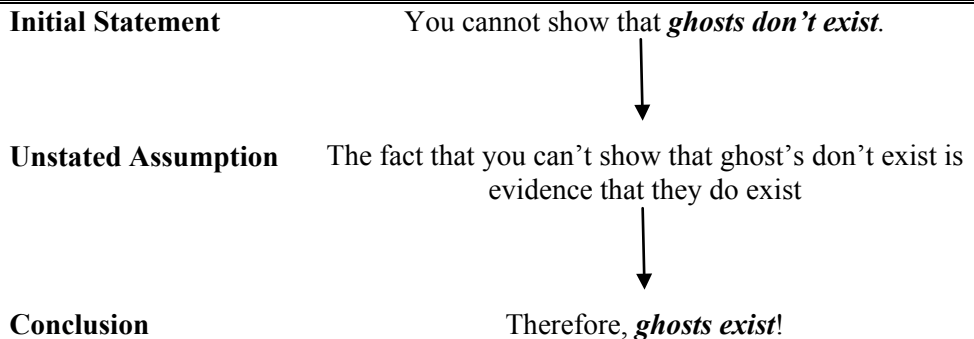 Initial Statement You cannot show that ghosts don’t exist.
Unstated Assumption The fact that you can’t show that ghost’s don’t exist is
evidence that they do exist
Conclusion Therefore, ghosts exist!